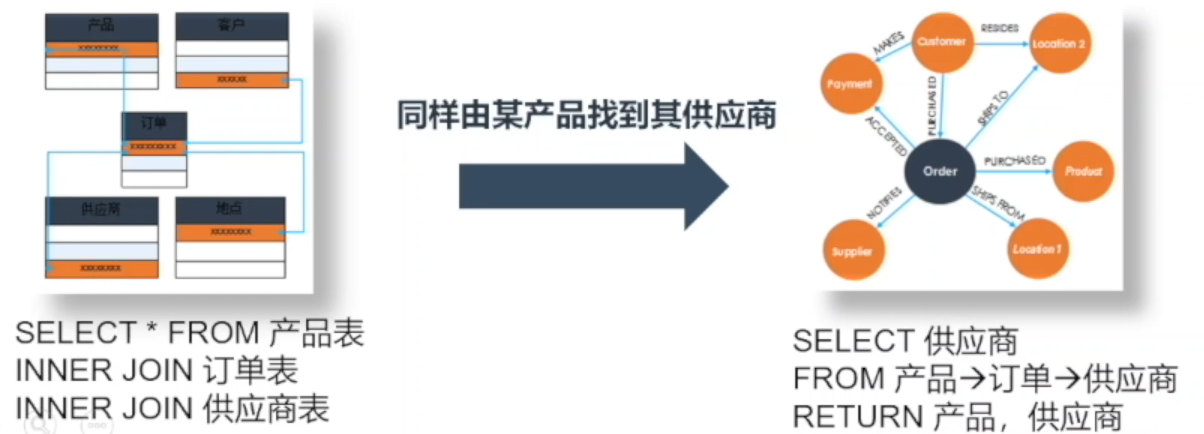 产品
XXXXXXXX
客户
XXXXXX
订单
XXXXXXXXX
供应商
XXXXXXXX
地点
XXXXXXXX
SELECT * FROM 产品表
INNER JOIN 订单表
INNER JOIN 供应商表
同样由某产品找到其供应商
Customer
RESIDES
Location 2
MAKES
Payment
PURCHASED
SHIPS TO
ACCEPTED
Order
PURCHASED
Product
NOTIFIES
SHIPS FROM
Supplier
Location 1
SELECT 供应商
FROM 产品→订单→供应商
RETURN 产品，供应商